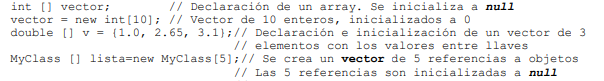 int [] vector; // Declaración de un array. Se inicializa a null
vector = new int[10]; // Vector de 10 enteros, inicializados a 0
double [] v = {1.0, 2.65, 3.1};// Declaración e inicialización de un vector de 3
// elementos con los valores entre llaves
MyClass [] lista=new MyClass[5];// Se crea un vector de 5 referencias a objetos
// Las 5 referencias son inicializadas a null